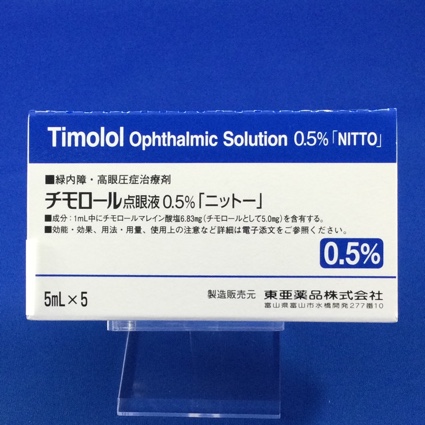 Timolol Ophthalmic Solution 0.5%「NITTO」
■緑内障・高眼圧症治療剤
チモロール点眼液0.5%「ニットー」
■成分：1mL中にチモロールマレイン酸塩6.83mg（チモロールとして5.0mg）を含有する。
■効能・効果、用法・用量、使用上の注意など詳細は電子添文をご参照ください。
0.5%
5mL×5
製造販売元 東亜薬品株式会社
富山県富山市水橋開発277番10